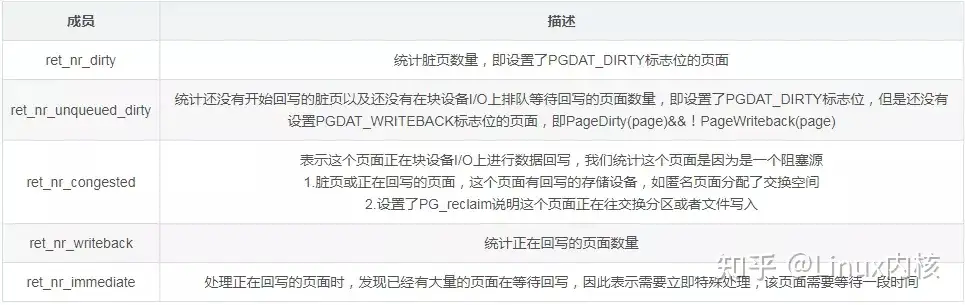 成员 描述
ret_nr_dirty 统计脏页数量，即设置了PGDAT_DIRTY标志位的页面
ret_nr_unqueued_dirty 统计还没有开始回写的脏页以及还没有在块设备I/O上排队等待回写的页面数量，即设置了PGDAT_DIRTY标志位，但是还没有
设置PGDAT_WRITEBACK标志位的页面，即PageDirty(page)&&！PageWriteback(page)
ret_nr_congested 表示这个页面正在块设备I/O上进行数据回写，我们统计这个页面是因为是一个阻塞源
1.脏页或正在回写的页面，这个页面有回写的存储设备，如匿名页面分配了交换空间
2.设置了PG_reclaim说明这个页面正在往交换分区或者文件写入
ret_nr_writeback 统计正在回写的页面数量
ret_nr_immediate 处理正在回写的页面时，发现已经有大量的页面在等待回写，因此表示需要立即特殊处理，该页面需要等待一段时间
知乎 @Linux内核